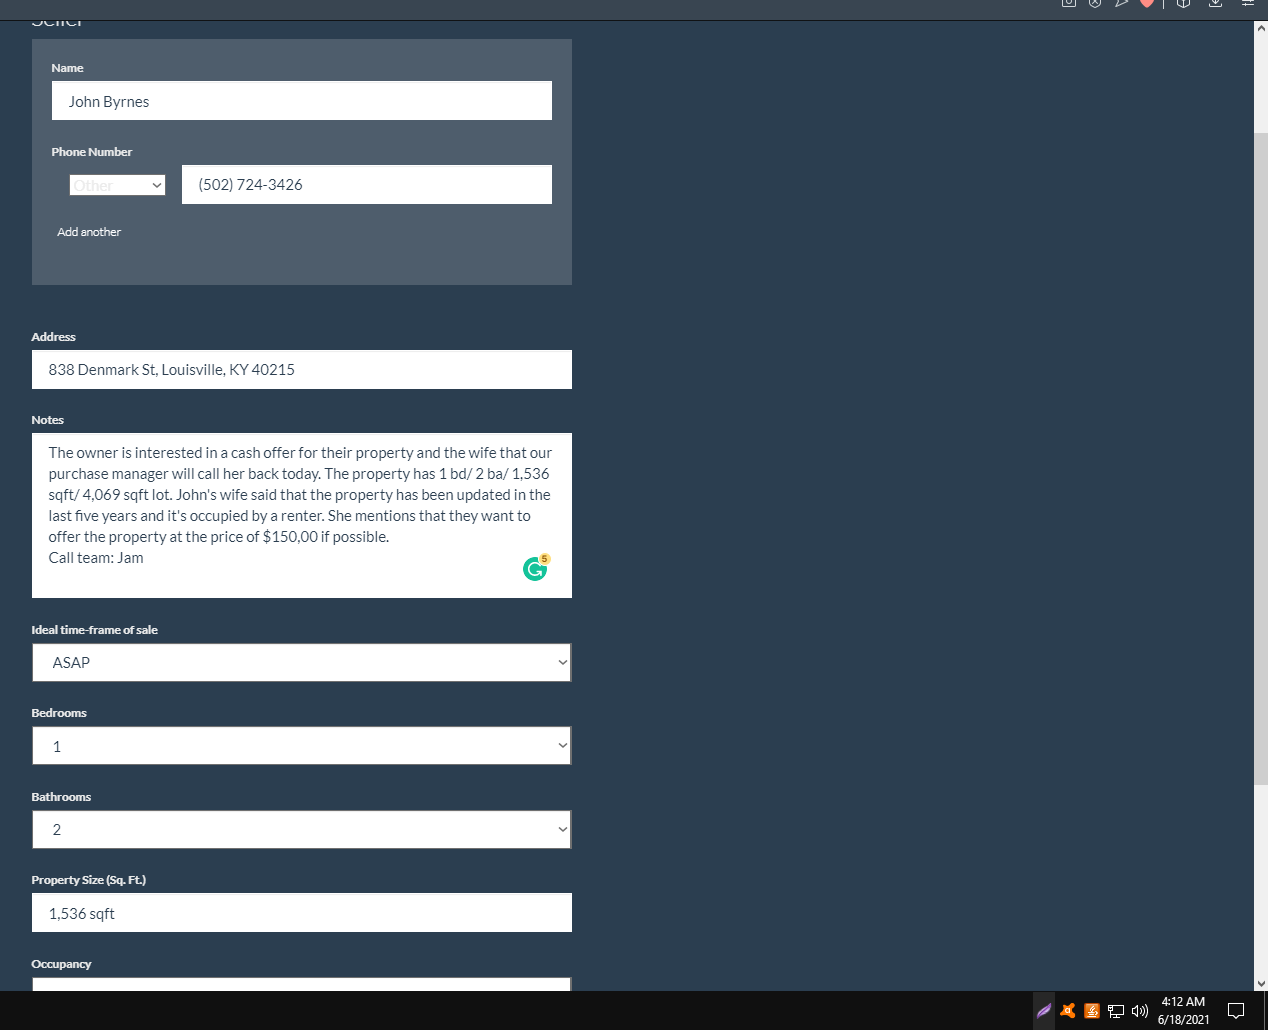 Seller
Name
John Byrnes
Phone Number
Other
(502) 724-3426
Add another
Address
838 Denmark St, Louisville, KY 40215
Notes
The owner is interested in a cash offer for their property and the wife that our
purchase manager will call her back today. The property has 1 bd/ 2 ba/ 1,536
sqft/ 4,069 sqft lot. John's wife said that the property has been updated in the
last five years and it's occupied by a renter. She mentions that they want to
offer the property at the price of $150,00 if possible.
Call team: Jam
5
Ideal time-frame of sale
ASAP
Bedrooms
1
Bathrooms
2
Property Size (Sq. Ft.)
1,536 sqft
Occupancy
4:12 AM
6/18/2021